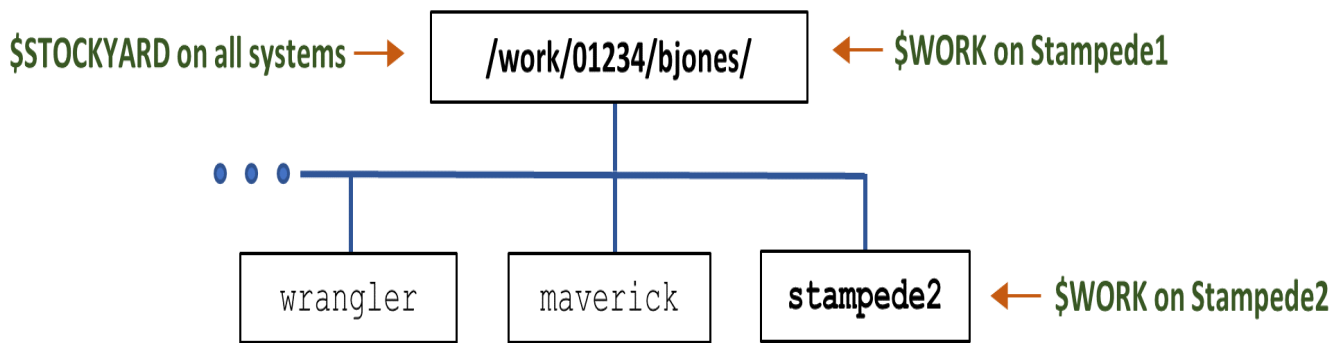 $STOCKYARD on all systems
/work/01234/bjones/
$WORK on Stampede1
wrangler
maverick
stampede2
$WORK on Stampede2